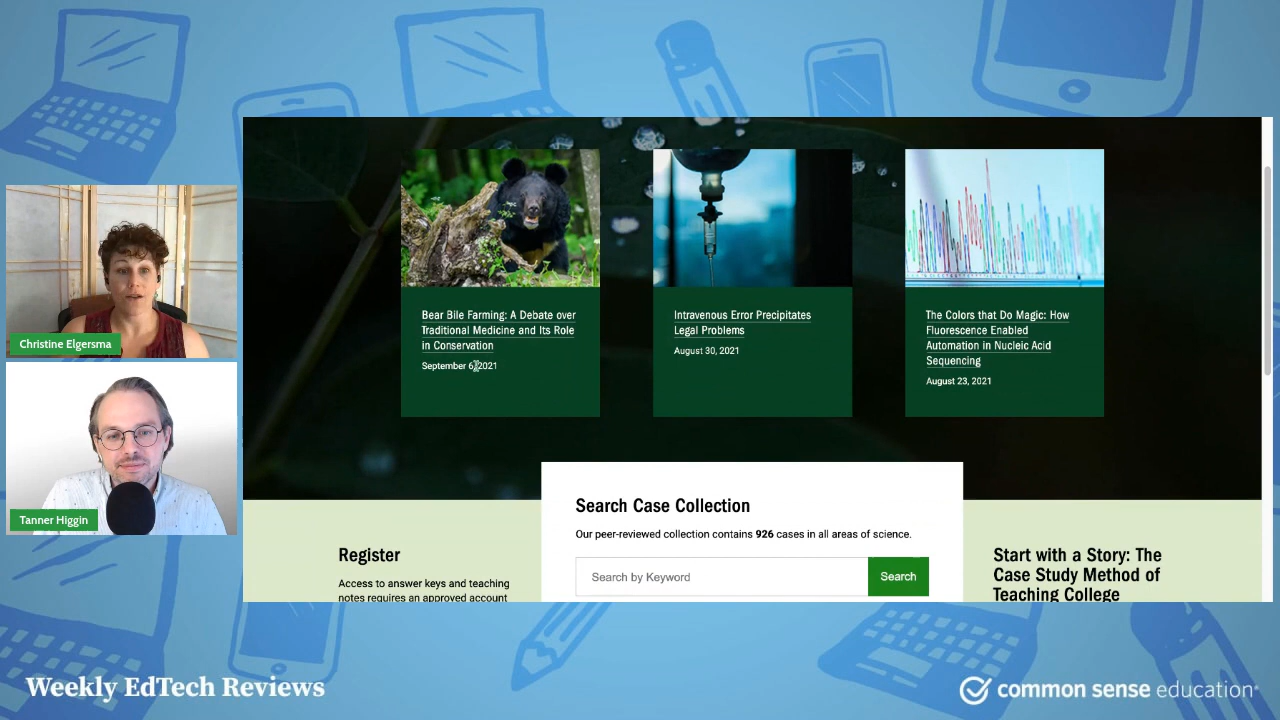 Christine Elgersma
Tanner Higgin
Bear Bile Farming: A Debate over
Traditional Medicine and Its Role
in Conservation
September 6, 2021
Intravenous Error Precipitates
Legal Problems
August 30, 2021
The Colors that Do Magic: How
Fluorescence Enabled
Automation in Nucleic Acid
Sequencing
August 23, 2021
Search Case Collection
Our peer-reviewed collection contains 926 cases in all areas of science.
Search by Keyword
Search
Register
Access to answer keys and teaching
notes requires an approved account
Start with a Story: The
Case Study Method of
Teaching College
Weekly EdTech Reviews
common sense education®